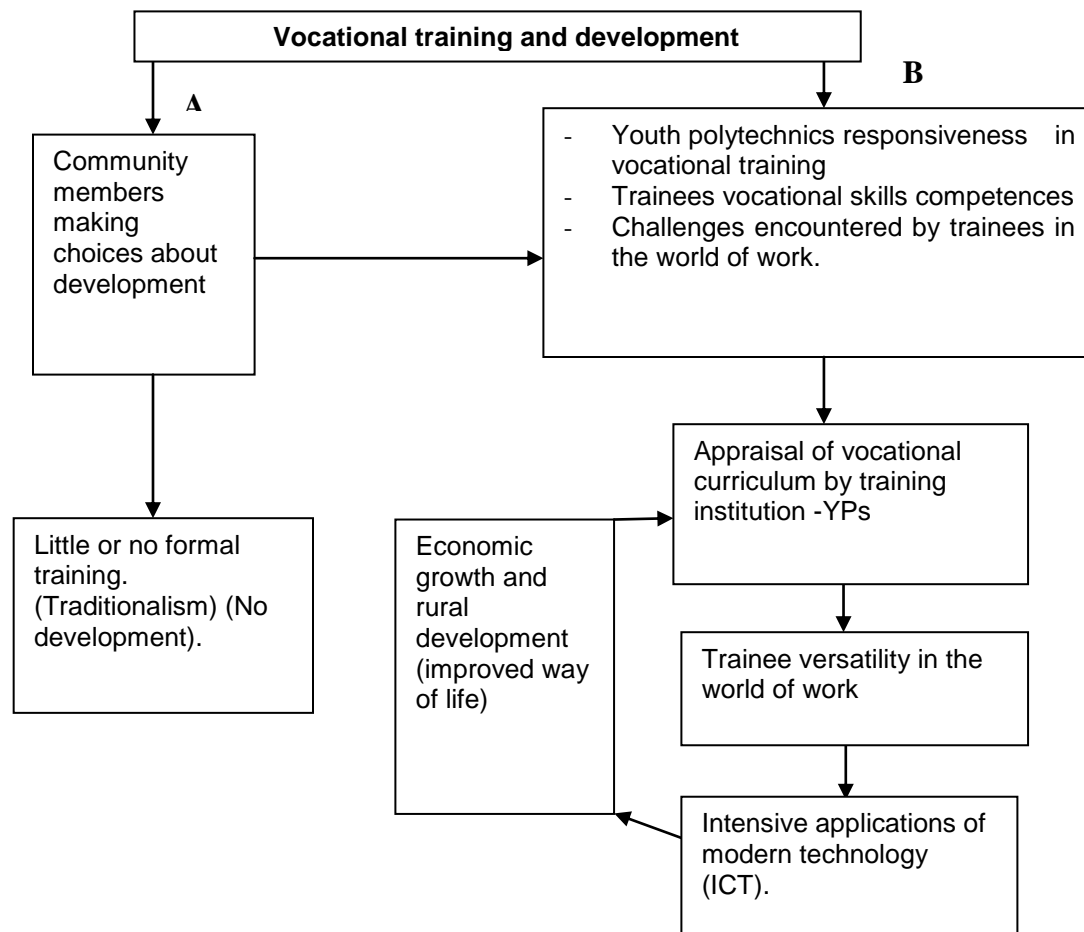 Vocational training and development
A
B
Community
members
making
choices about
development
- Youth polytechnics responsiveness in
vocational training
- Trainees vocational skills competences
- Challenges encountered by trainees in
the world of work.
Appraisal of vocational
curriculum by training
institution -YPs
Little or no formal
training.
(Traditionalism) (No
development).
Economic
growth and
rural
development
(improved way
of life)
Trainee versatility in the
world of work
Intensive applications of
modern technology
(ICT).